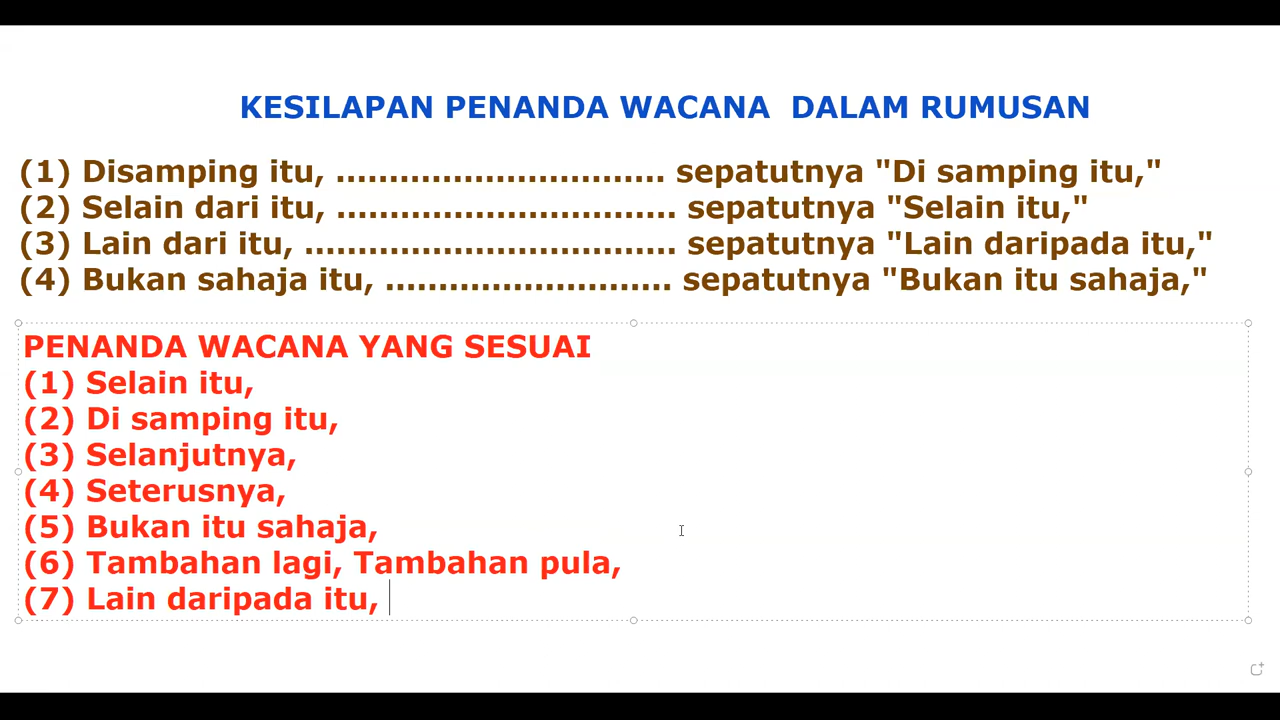 KESILAPAN PENANDA WACANA DALAM RUMUSAN
(1) Disamping itu, ............................... sepatutnya "Di samping itu,"
(2) Selain dari itu, ................................ sepatutnya "Selain itu,"
(3) Lain dari itu, ................................... sepatutnya "Lain daripada itu,"
(4) Bukan sahaja itu, ........................... sepatutnya "Bukan itu sahaja,"
PENANDA WACANA YANG SESUAI
(1) Selain itu,
(2) Di samping itu,
(3) Selanjutnya,
(4) Seterusnya,
(5) Bukan itu sahaja,
(6) Tambahan lagi, Tambahan pula,
(7) Lain daripada itu,